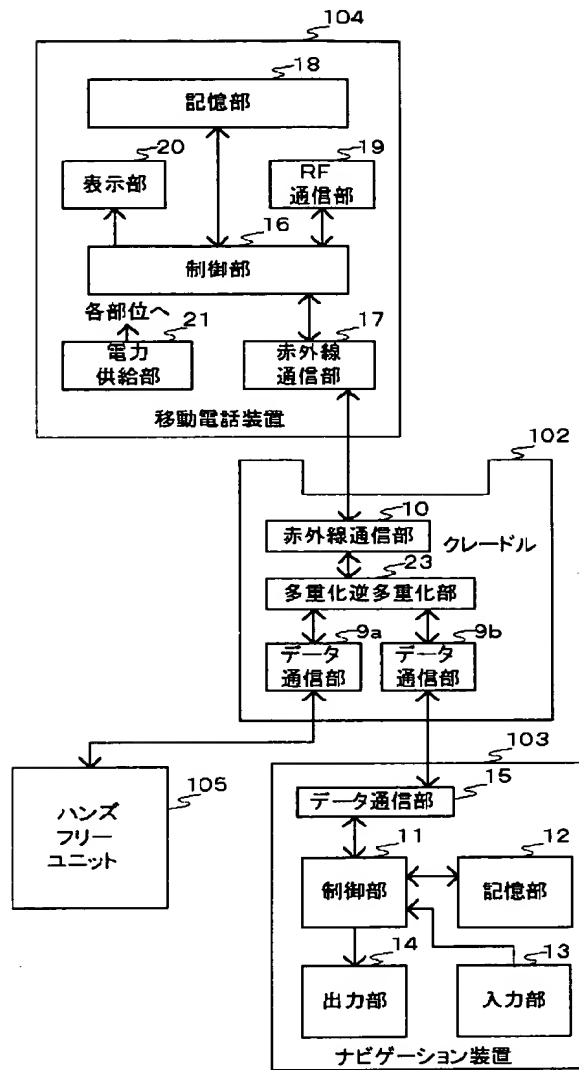 104
18
記憶部
20
表示部
19
RF
通信部
16
制御部
各部位へ
21
電力
供給部
17
赤外線
通信部
移動電話装置
102
10
赤外線通信部
クレードル
23
多重化逆多重化部
9a
データ
通信部
9b
データ
通信部
103
15
データ通信部
105
ハンズ
フリー
ユニット
11
制御部
12
記憶部
14
出力部
13
入力部
ナビゲーション装置